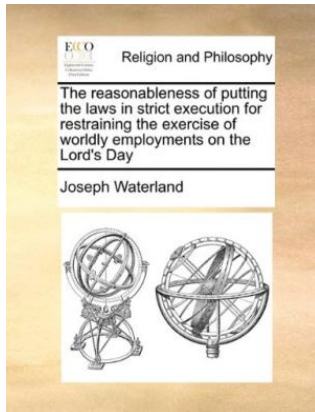 ECCO
Religion and Philosophy
The reasonableness of putting
the laws in strict execution for
restraining the exercise of
worldly employments on the
Lord's Day
Joseph Waterland